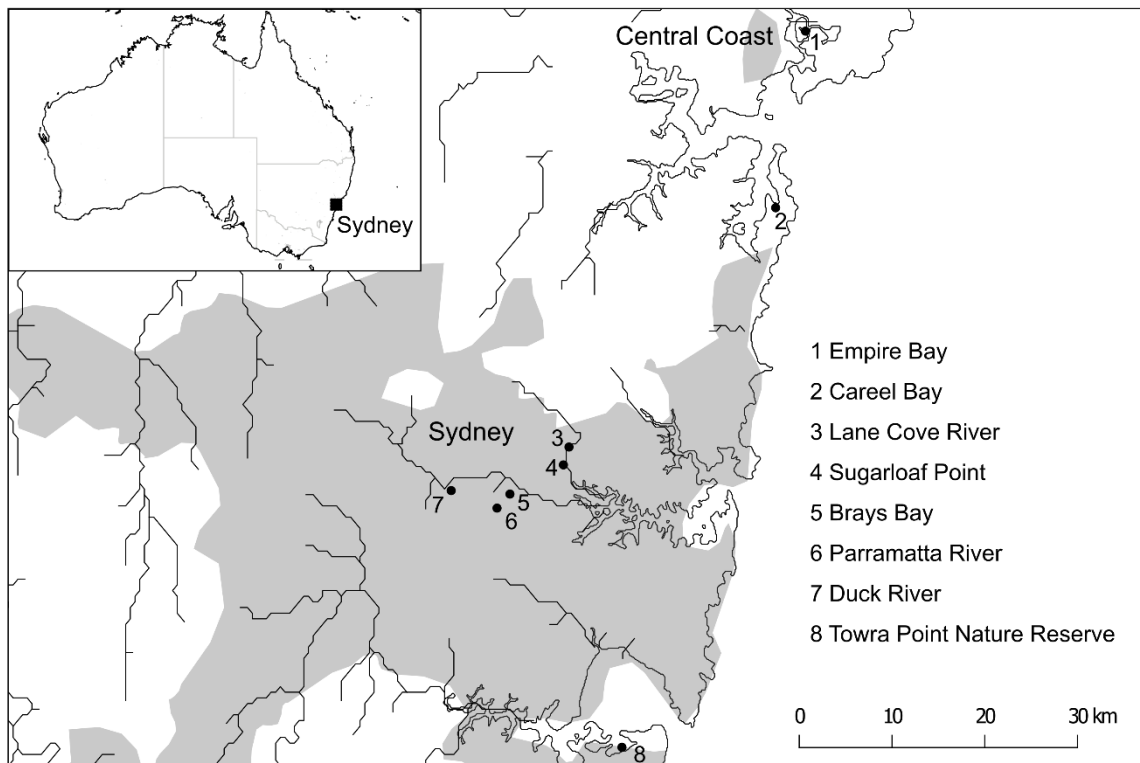 Central Coast
1
Sydney
2
1 Empire Bay
2 Careel Bay
3 Lane Cove River
4 Sugarloaf Point
5 Brays Bay
6 Parramatta River
7 Duck River
8 Towra Point Nature Reserve
Sydney
3
4
7
5
6
8
0 10 20 30 km